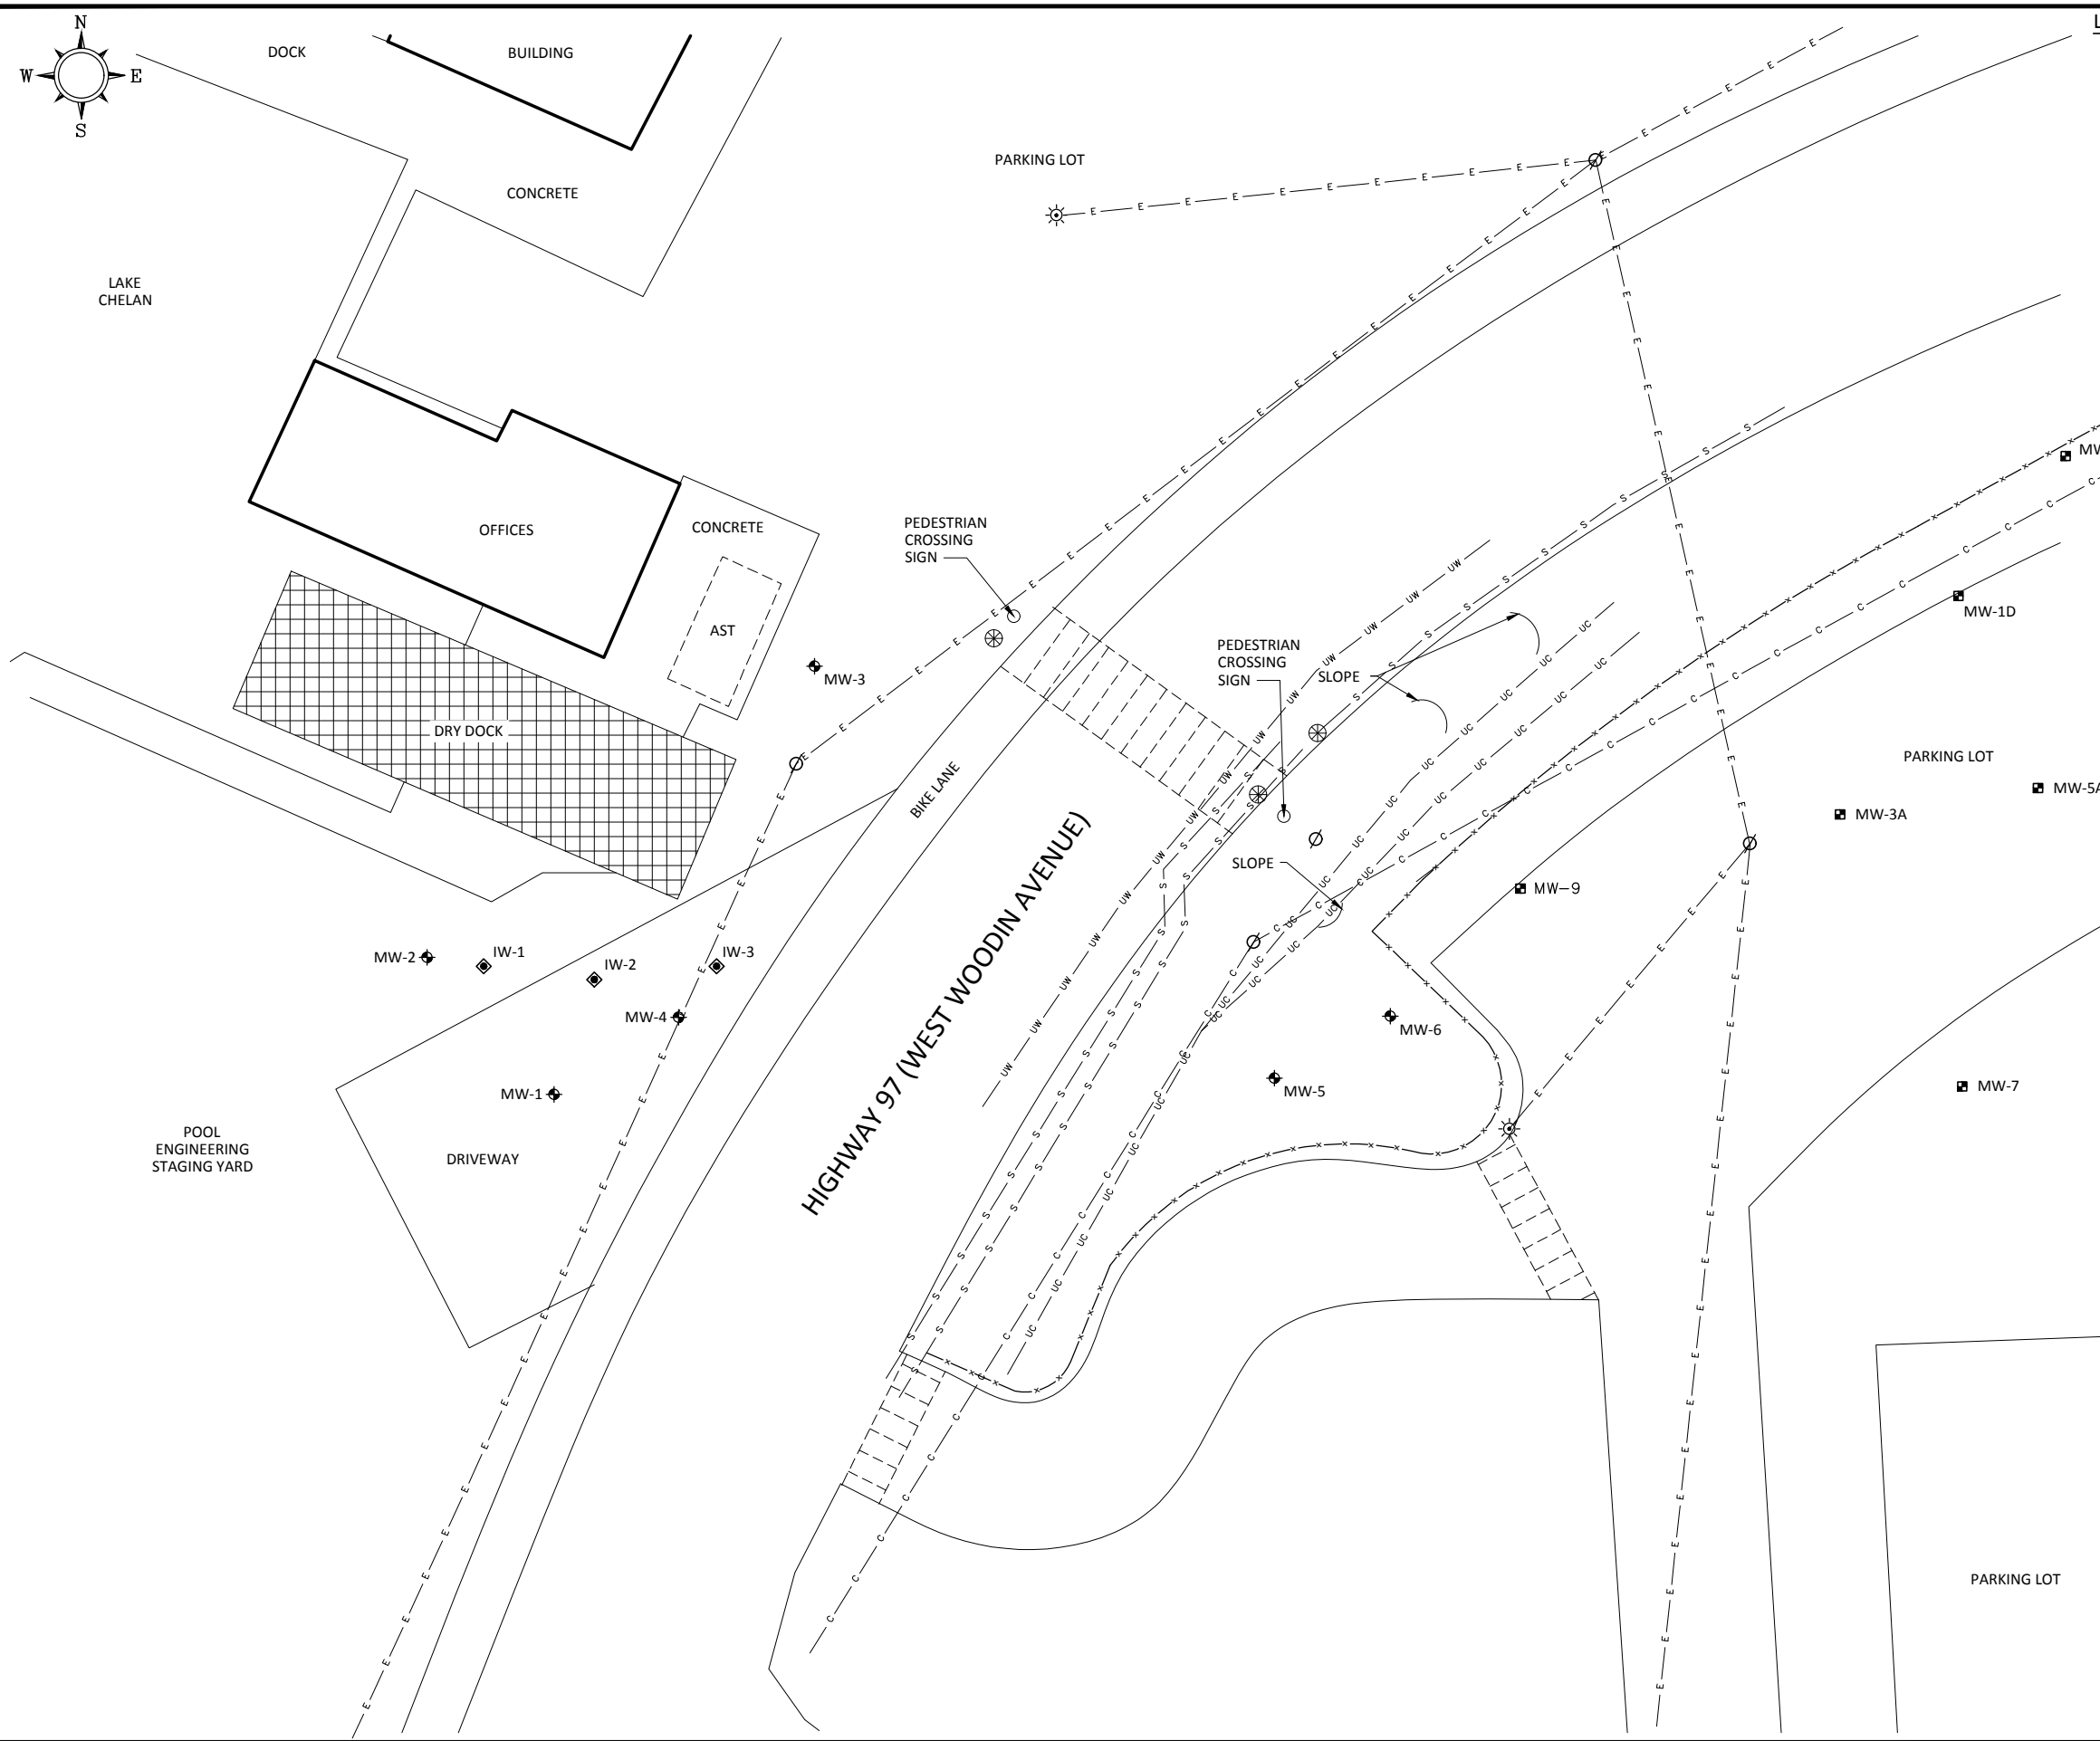 N
W E
S
L
DOCK
BUILDING
PARKING LOT
CONCRETE
LAKE
CHELAN
MW
OFFICES
CONCRETE
PEDESTRIAN
CROSSING
SIGN
AST
MW-1D
PEDESTRIAN
CROSSING
SIGN
SLOPE
MW-3
DRY DOCK
PARKING LOT
BIKE LANE
MW-5A
MW-3A
SLOPE
MW-9
HIGHWAY 97 (WEST WOODIN AVENUE)
MW-2
IW-1
IW-2
IW-3
MW-4
MW-6
MW-1
MW-5
MW-7
POOL
ENGINEERING
STAGING YARD
DRIVEWAY
PARKING LOT